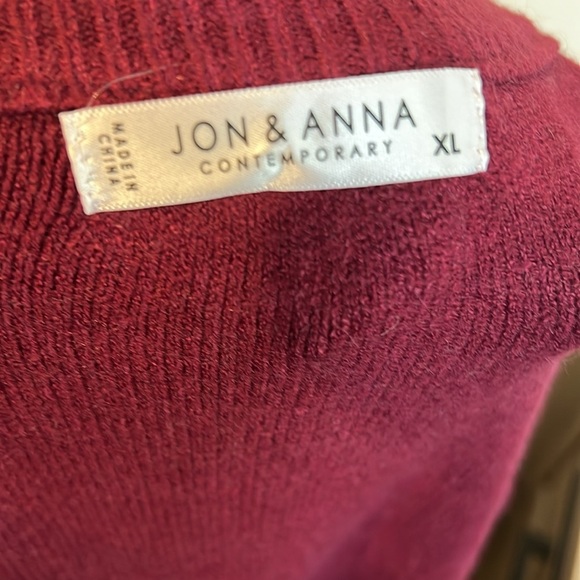 MADE IN
CHINA
JON & ANNA
CONTEMPORARY
XL